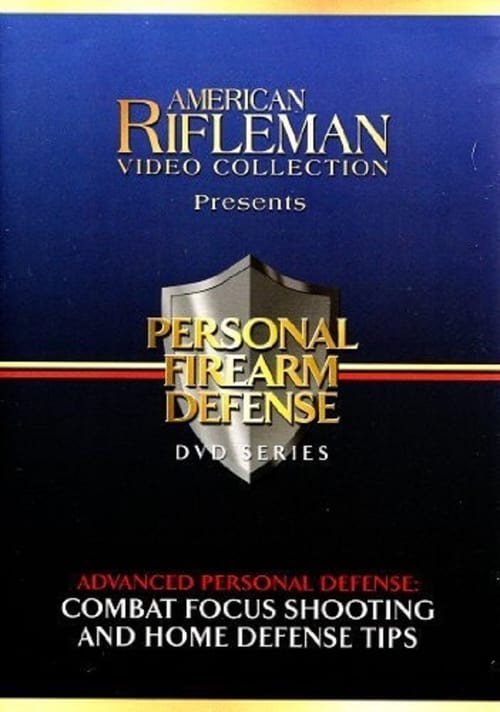 AMERICAN
RIFLEMAN
VIDEO COLLECTION
Presents
PERSONAL
FIREARM
DEFENSE
DVD SERIES
ADVANCED PERSONAL DEFENSE:
COMBAT FOCUS SHOOTING
AND HOME DEFENSE TIPS